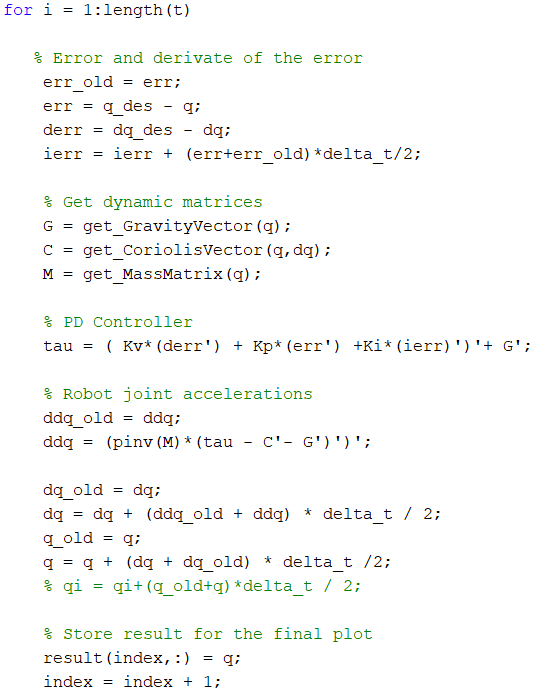 for i = 1:length(t)
% Error and derivate of the error
err_old = err;
err = q_des - q;
derr = dq_des - dq;
ierr = ierr + (err+err_old)*delta_t/2;
% Get dynamic matrices
G = get_GravityVector(q);
C = get_CoriolisVector(q,dq);
M = get_MassMatrix(q);
% PD Controller
tau = ( Kv*(derr') + Kp*(err') +Ki*(ierr)')'+ G';
% Robot joint accelerations
ddq_old = ddq;
ddq = (pinv(M)*(tau - C'- G')')';
dq_old = dq;
dq = dq + (ddq_old + ddq) * delta_t / 2;
q_old = q;
q = q + (dq + dq_old) * delta_t /2;
% qi = qi+(q_old+q)*delta_t / 2;
% Store result for the final plot
result(index,:) = q;
index = index + 1;